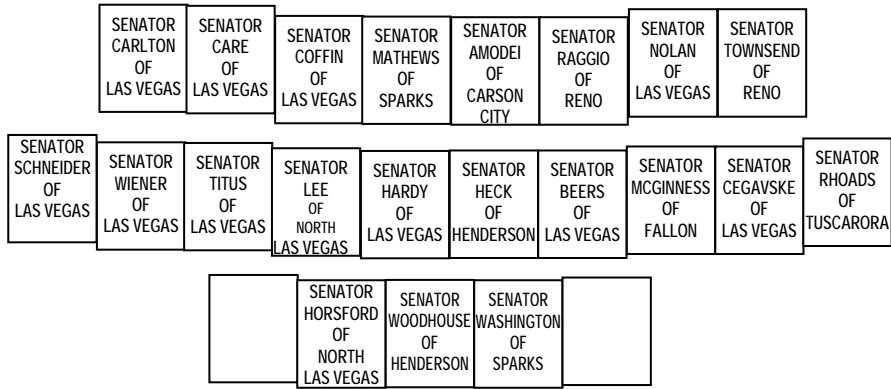 SENATOR
CARLTON
OF
LAS VEGAS
SENATOR
CARE
OF
LAS VEGAS
SENATOR
COFFIN
OF
LAS VEGAS
SENATOR
MATHEWS
OF
SPARKS
SENATOR
AMODEI
OF
CARSON
CITY
SENATOR
RAGGIO
OF
RENO
SENATOR
NOLAN
OF
LAS VEGAS
SENATOR
TOWNSEND
OF
RENO
SENATOR
SCHNEIDER
OF
LAS VEGAS
SENATOR
WIENER
OF
LAS VEGAS
SENATOR
TITUS
OF
LAS VEGAS
SENATOR
LEE
OF
NORTH
LAS VEGAS
SENATOR
HARDY
OF
LAS VEGAS
SENATOR
HECK
OF
HENDERSON
SENATOR
BEERS
OF
LAS VEGAS
SENATOR
MCGINNESS
OF
FALLON
SENATOR
CEGAVSKE
OF
LAS VEGAS
SENATOR
RHOADS
OF
TUSCARORA
SENATOR
HORSFORD
OF
NORTH
LAS VEGAS
SENATOR
WOODHOUSE
OF
HENDERSON
SENATOR
WASHINGTON
OF
SPARKS